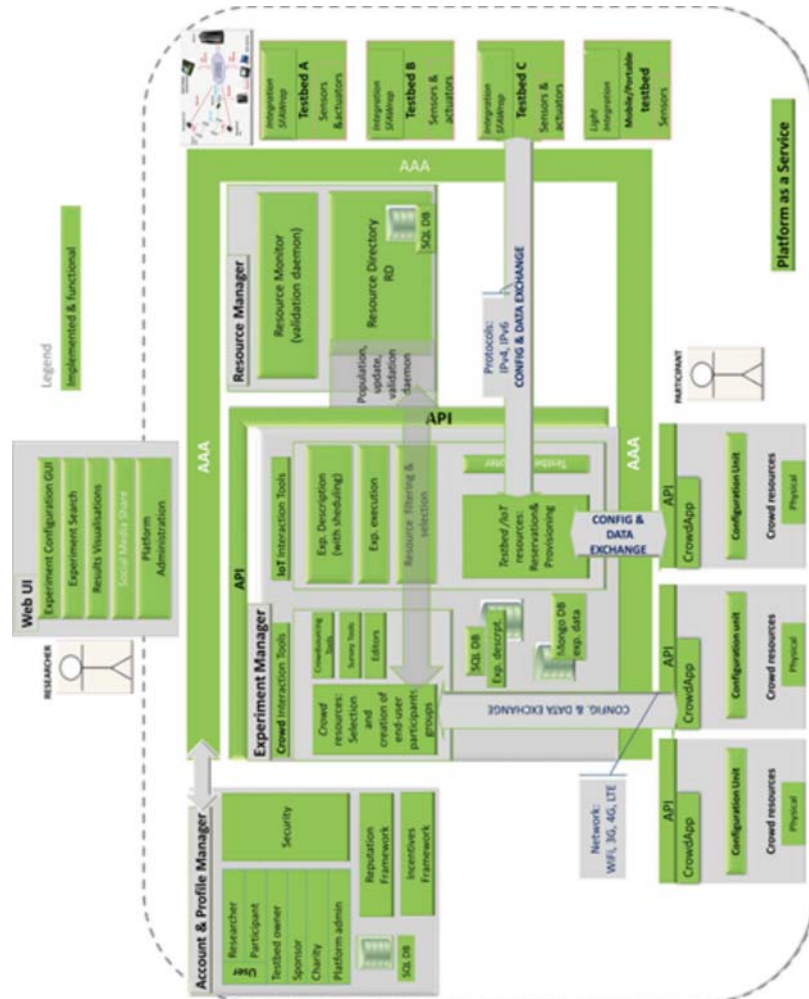 Legend
Implemented & functional
Web UI
Experiment Configuration GUI
Experiment Search
Results Visualisations
Social Media Share
Platform
Administration
RESEARCHER
AAA
Account & Profile Manager
User
Researcher
Participant
Testbed owner
Sponsor
Charity
Platform admin
Security
SQL DB
Reputation
Framework
Incentives
Framework
API
Experiment Manager
Crowd Interaction Tools
Crowd
resources:
Selection
and
creation of
end-user
participants
groups
Crowdsourcing
Tools
Survey Tools
Editors
SQL DB
Exp. descrpt.
Mongo DB
exp. data
IoT Interaction Tools
Exp. Description
(with sheduling)
Exp. execution
Resource filtering &
selection
Testbed /IoT
resources:
Reservation&
Provisioning
API
Population,
update,
validation
daemon
Resource Manager
Resource Monitor
(validation daemon)
Resource Directory
RD
SQL DB
AAA
Integration
SFAWrap
Testbed A
Sensors
&actuators
Integration
SFAWrap
Testbed B
Sensors &
actuators
Integration
SFAWrap
Testbed C
Sensors &
actuators
Light
Integration
Mobile/Portable
testbed
Sensors
Protocols:
IPv4, IPv6
CONFIG & DATA EXCHANGE
AAA
CONFIG. & DATA EXCHANGE
CONFIG &
DATA
EXCHANGE
Network:
WiFi, 3G, 4G, LTE
API
CrowdApp
Configuration Unit
Crowd resources
Physical
API
CrowdApp
Configuration unit
Crowd resources
Physical
API
CrowdApp
Configuration Unit
Crowd resources
Physical
PARTICIPANT
Platform as a Service